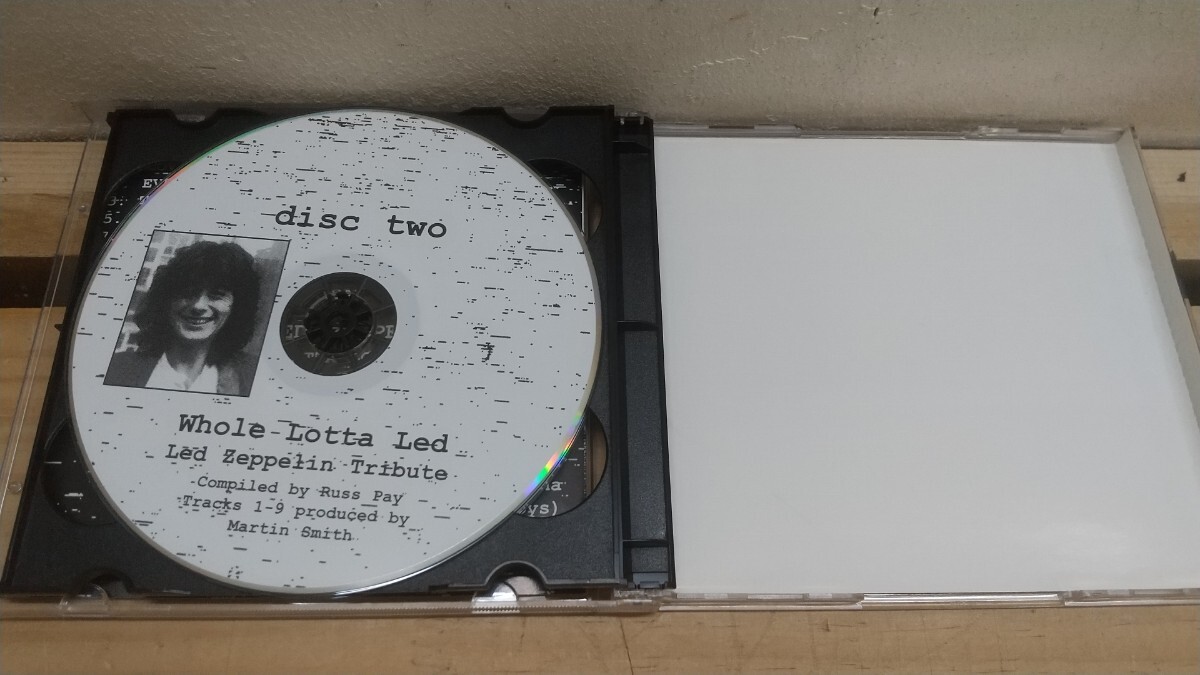 disc two
Whole Lotta Led
Led Zeppelin Tribute
Compiled by Russ Pay
Tracks 1-9 produced by
Martin Smith